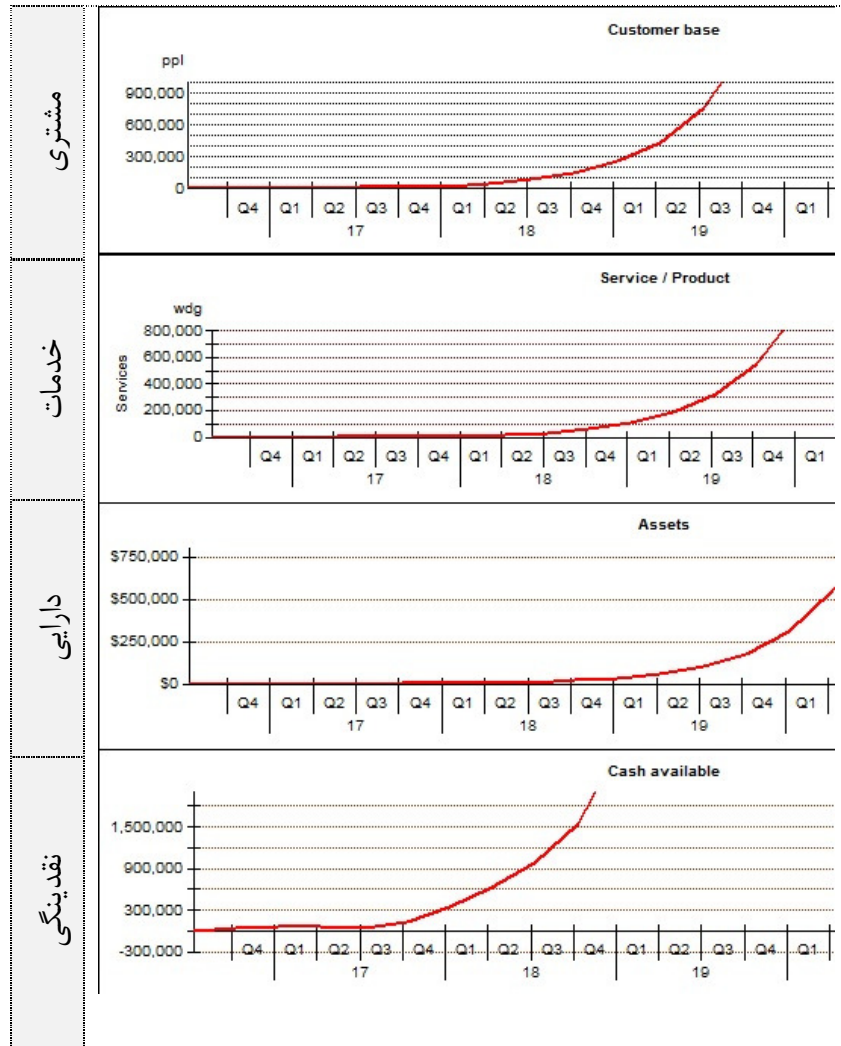 مشتری
Customer base
ppl
900,000
600,000
300,000
0
Q4 Q1 Q2 Q3 Q4 Q1 Q2 Q3 Q4 Q1 Q2 Q3 Q4 Q1
17 18 19
خدمات
Service / Product
wdg
Services
800,000
600,000
400,000
200,000
0
Q4 Q1 Q2 Q3 Q4 Q1 Q2 Q3 Q4 Q1 Q2 Q3 Q4 Q1
17 18 19
دارایی
Assets
$750,000
$500,000
$250,000
$0
Q4 Q1 Q2 Q3 Q4 Q1 Q2 Q3 Q4 Q1 Q2 Q3 Q4 Q1
17 18 19
نقدینگی
Cash available
1,500,000
900,000
300,000
-300,000
Q4 Q1 Q2 Q3 Q4 Q1 Q2 Q3 Q4 Q1 Q2 Q3 Q4 Q1
17 18 19